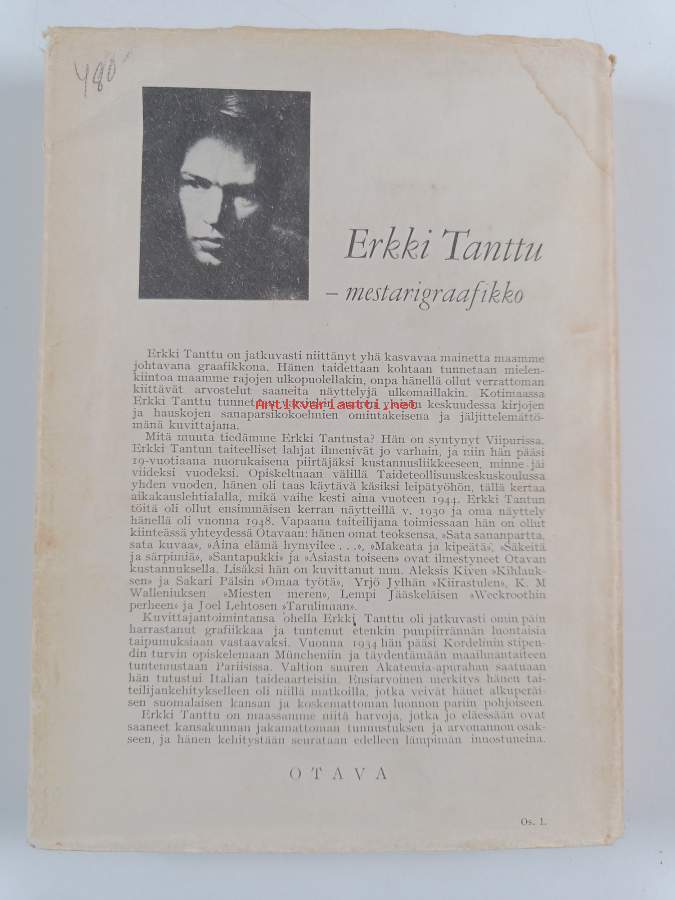 480
Erkki Tanttu
– mestarigraafikko
Erkki Tanttu on jatkuvasti niittänyt yhä kasvavaa mainetta maamme
johtavana graafikkona. Hänen taidettaan kohtaan tunnetaan mielen-
kiintoa maamme rajojen ulkopuolellakin, onpa hänellä ollut verrattoman
kiittävät arvostelut saaneita näyttelyjä ulkomaillakin. Kotimaassa
Erkki Tanttu tunnetaan keskuudessa kirjojen
Antikvariaatti.net
ja hauskojen sanaparsikokoelmien omintakeisena ja jäljittelemättö-
mänä kuvittajana.
Mitä muuta tiedämme Erkki Tantusta? Hän on syntynyt Viipurissa.
Erkki Tantun taiteelliset lahjat ilmenivät jo varhain, ja niin hän pääsi
19-vuotiaana nuorukaisena piirtäjäksi kustannusliikkeeseen, minne jäi
viideksi vuodeksi. Opiskeltuaan välillä Taideteollisuuskeskuskoulussa
yhden vuoden, hänen oli taas käytävä käsiksi leipätyöhön, tällä kertaa
aikakauslehtialalla, mikä vaihe kesti aina vuoteen 1944. Erkki Tantun
töitä oli ollut ensimmäisen kerran näytteillä v. 1930 ja oma näyttely
hänellä oli vuonna 1948. Vapaana taiteilijana toimiessaan hän on ollut
kiinteässä yhteydessä Otavaan: hänen omat teoksensa, »Sata sananpartta,
sata kuvaa», »Aina elämä hymyilee . . .», »Makeata ja kipeätä», »Säkeitä
ja särpimiä», »Santapukki» ja »Asiasta toiseen» ovat ilmestyneet Otavan
kustannuksella. Lisäksi hän on kuvittanut mm. Aleksis Kiven »Kihlauk-
sen» ja Sakari Pälsin »Omaa työtä», Yrjö Jylhän »Kiirastulen», K. M
Walleniuksen »Miesten meren», Lempi Jääskeläisen »Weckroothin
perheen» ja Joel Lehtosen »Tarulinnan».
Kuvittajantoimintansa ohella Erkki Tanttu oli jatkuvasti omin päin
harrastanut grafiikkaa ja tuntenut etenkin puupiirrännän luontaisia
taipumuksiaan vastaavaksi. Vuonna 1934 hän pääsi Kordelinin stipen-
din turvin opiskelemaan Müncheniin ja täydentämään maailmantaiteen
tuntemustaan Pariisissa. Valtion suuren Akatemia-apurahan saatuaan
hän tutustui Italian taideaarteisiin. Ensiarvoinen merkitys hänen tai-
teilijankehitykselleen oli niillä matkoilla, jotka veivät hänet alkuperäi-
sen suomalaisen kansan ja koskemattoman luonnon pariin pohjoiseen.
Erkki Tanttu on maassamme niitä harvoja, jotka jo eläessään ovat
saaneet kansakunnan jakamattoman tunnustuksen ja arvonannon osak-
seen, ja hänen kehitystään seurataan edelleen lämpimän innostuneina.
OTAVA
Os. 1.